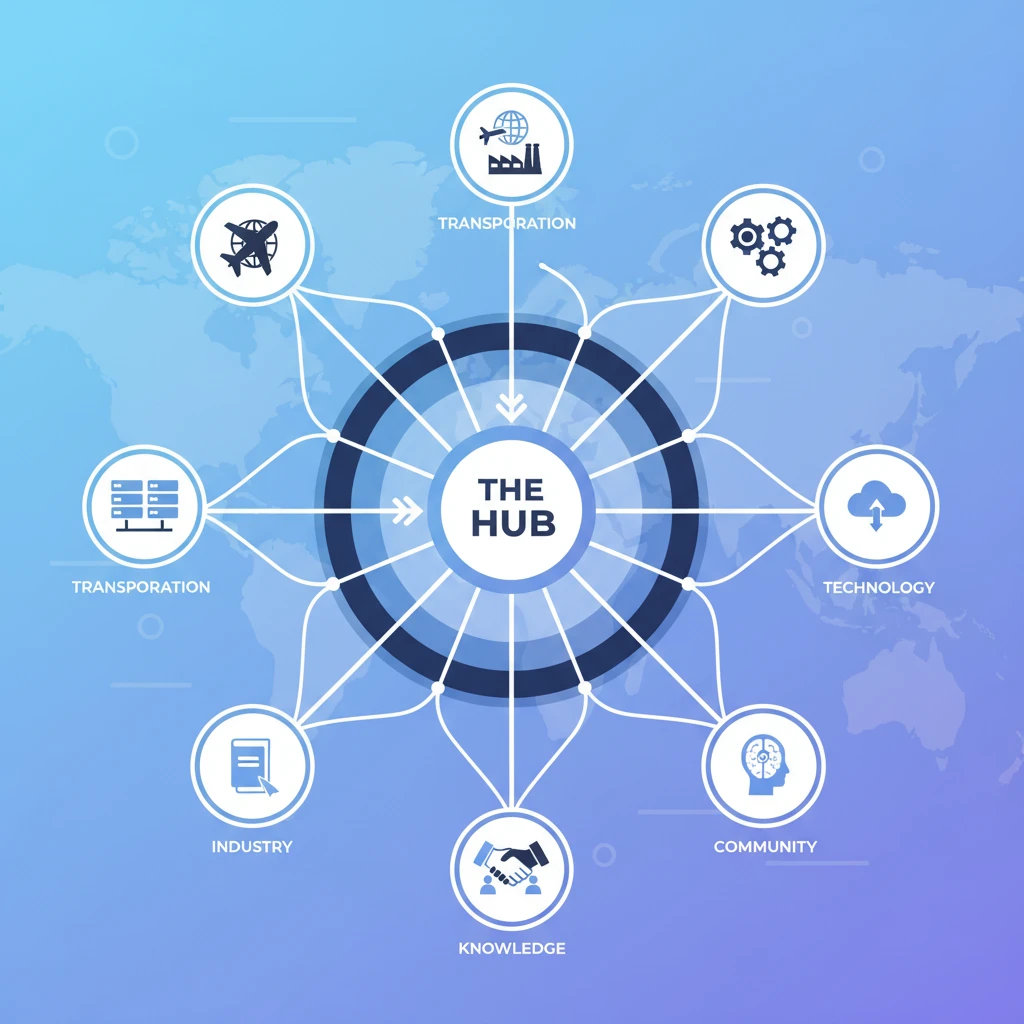 TRANSPORATION
THE
HUB
TRANSPORATION
TECHNOLOGY
INDUSTRY
COMMUNITY
KNOWLEDGE